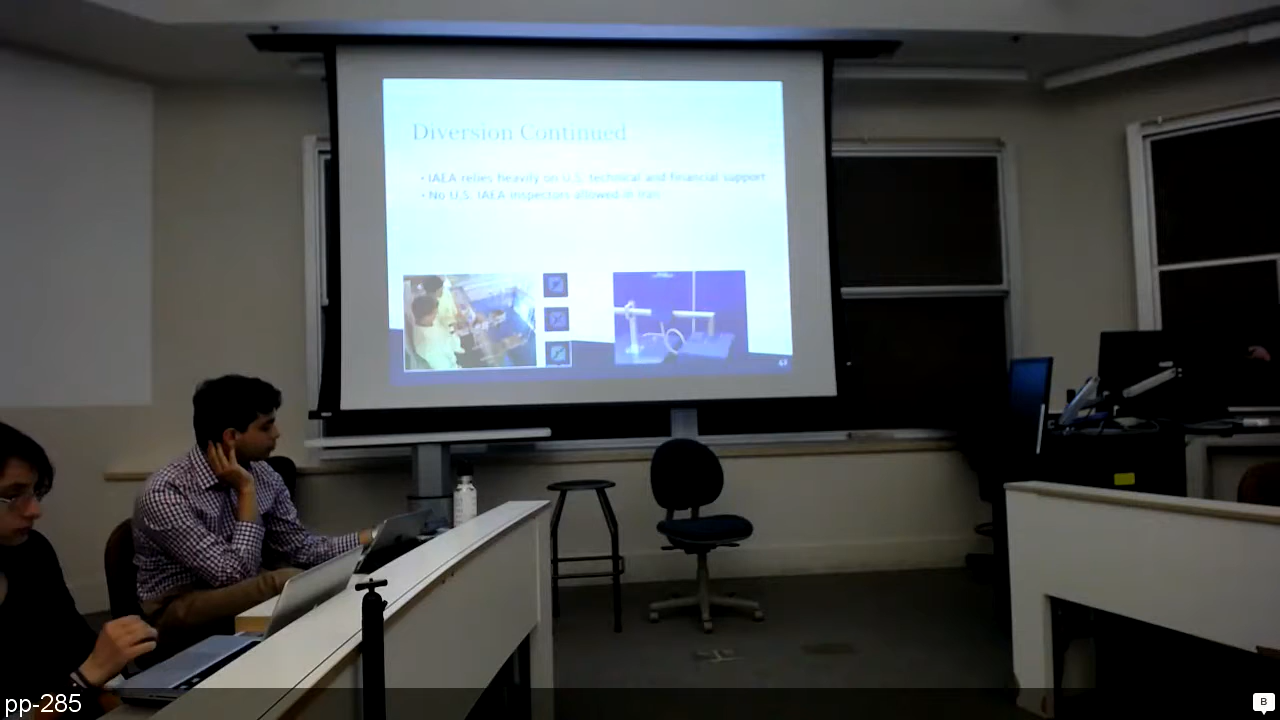 Diversion Continued
• IAEA relies heavily on U.S. technical and financial support
• No U.S. IAEA inspectors allowed in Iran
pp-285
B